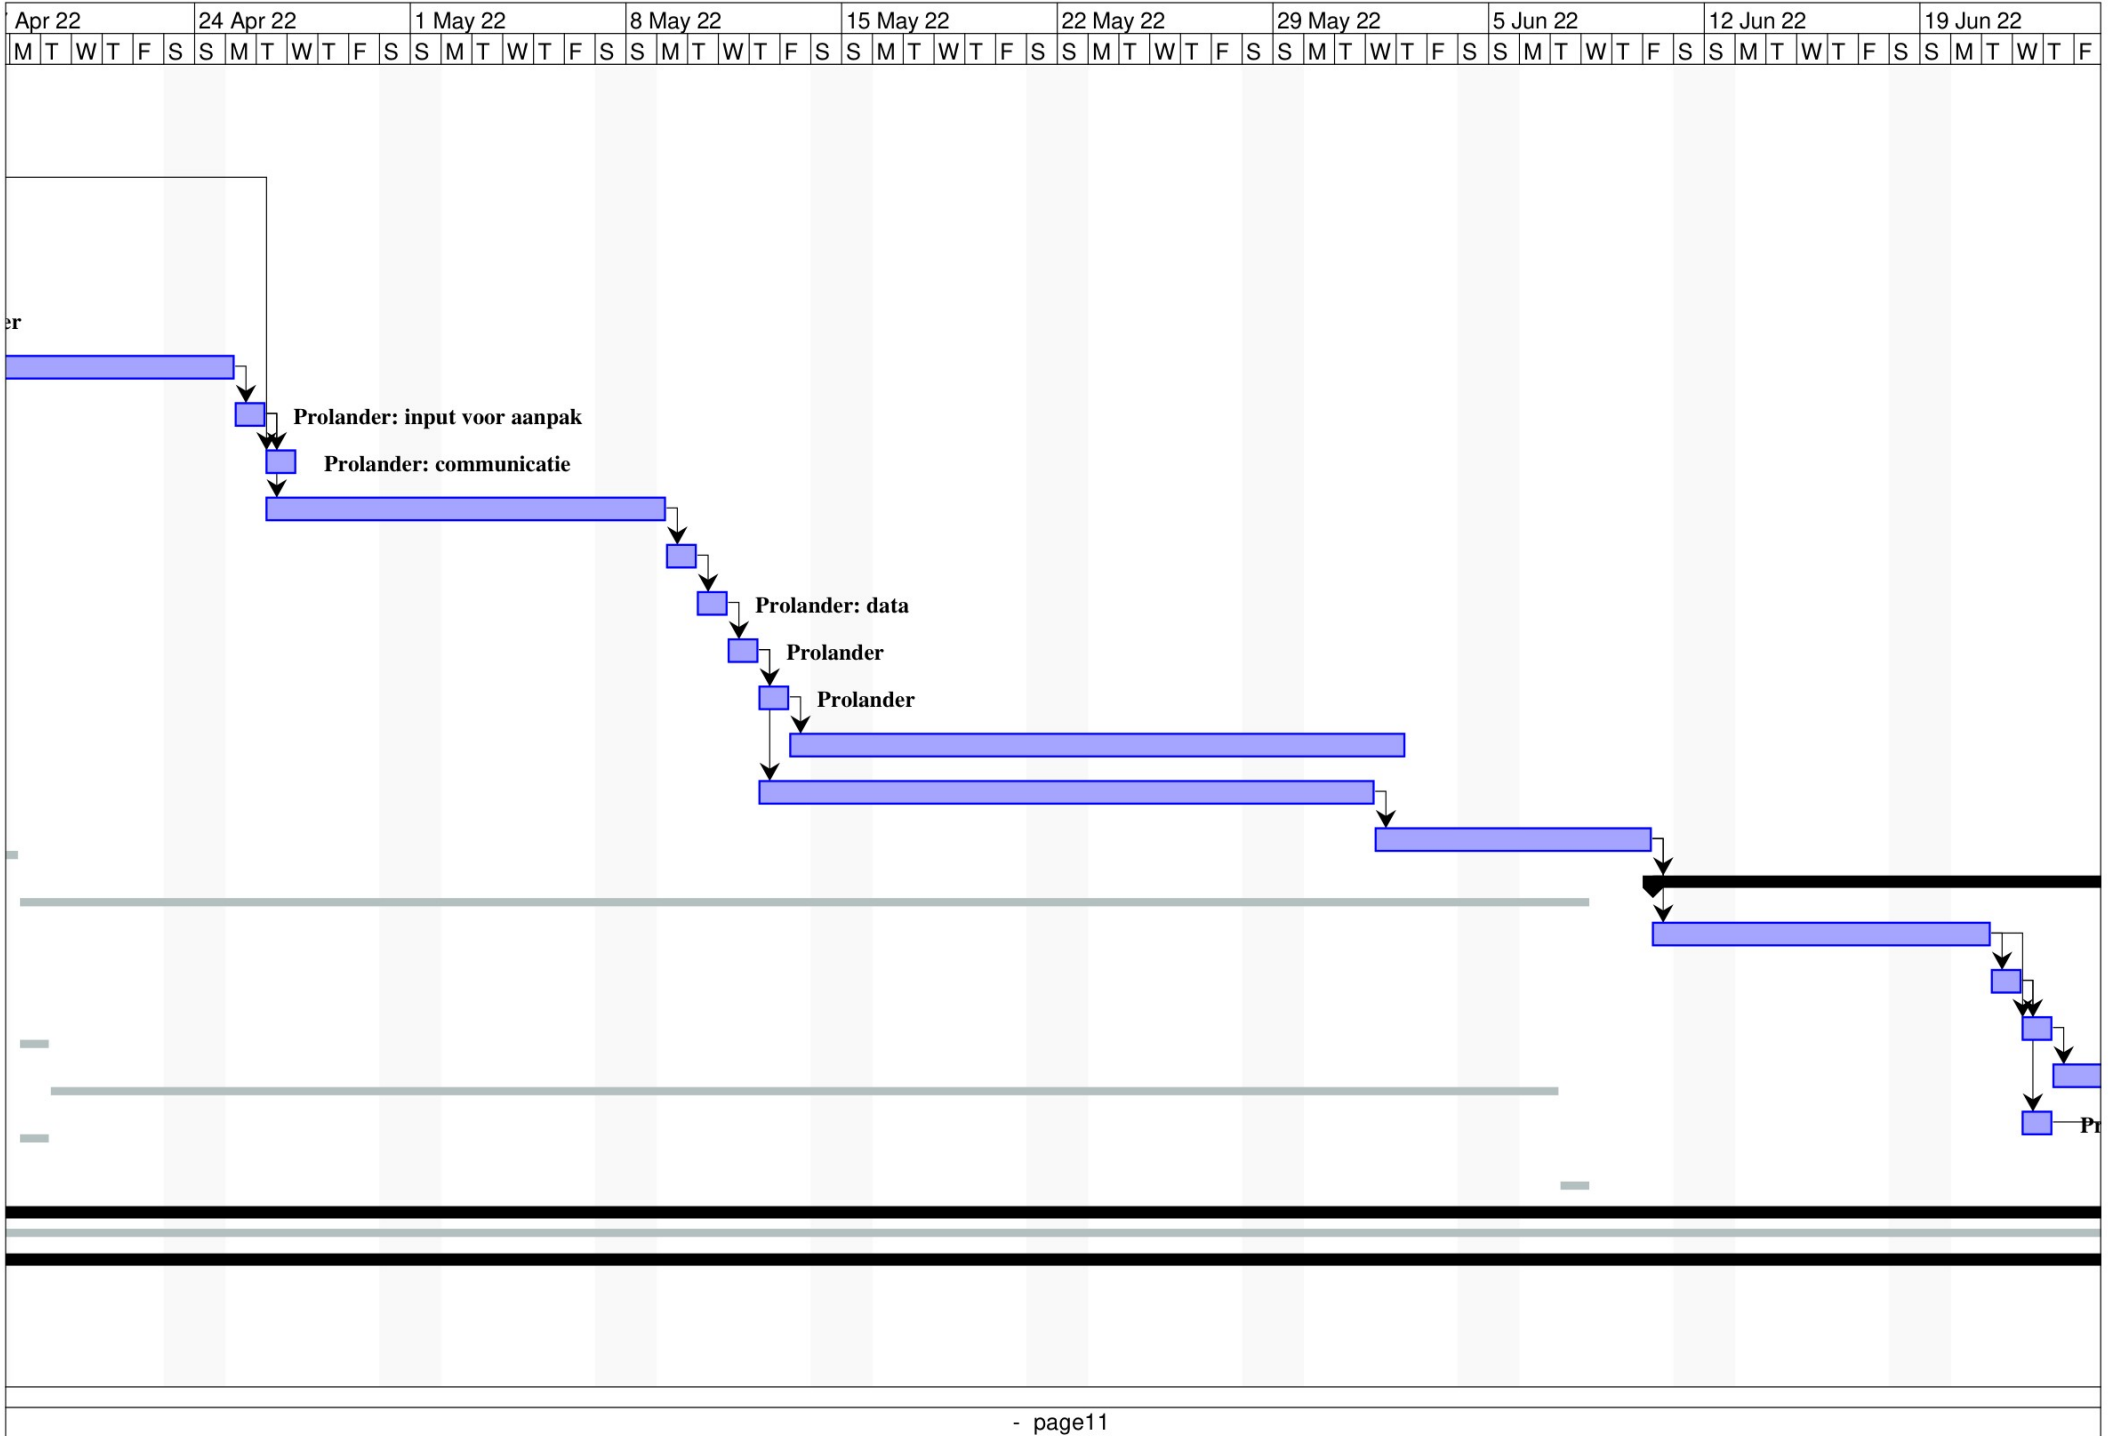 Apr 22 24 Apr 22 1 May 22 8 May 22 15 May 22 22 May 22 29 May 22 5 Jun 22 12 Jun 22 19 Jun 22
M T W T F S S M T W T F S S M T W T F S S M T W T F S S M T W T F S S M T W T F S S M T W T F S S M T W T F S S M T W T F S S M T W T F
er
Prolander: input voor aanpak
Prolander: communicatie
Prolander: data
Prolander
Prolander
Pr
- page11